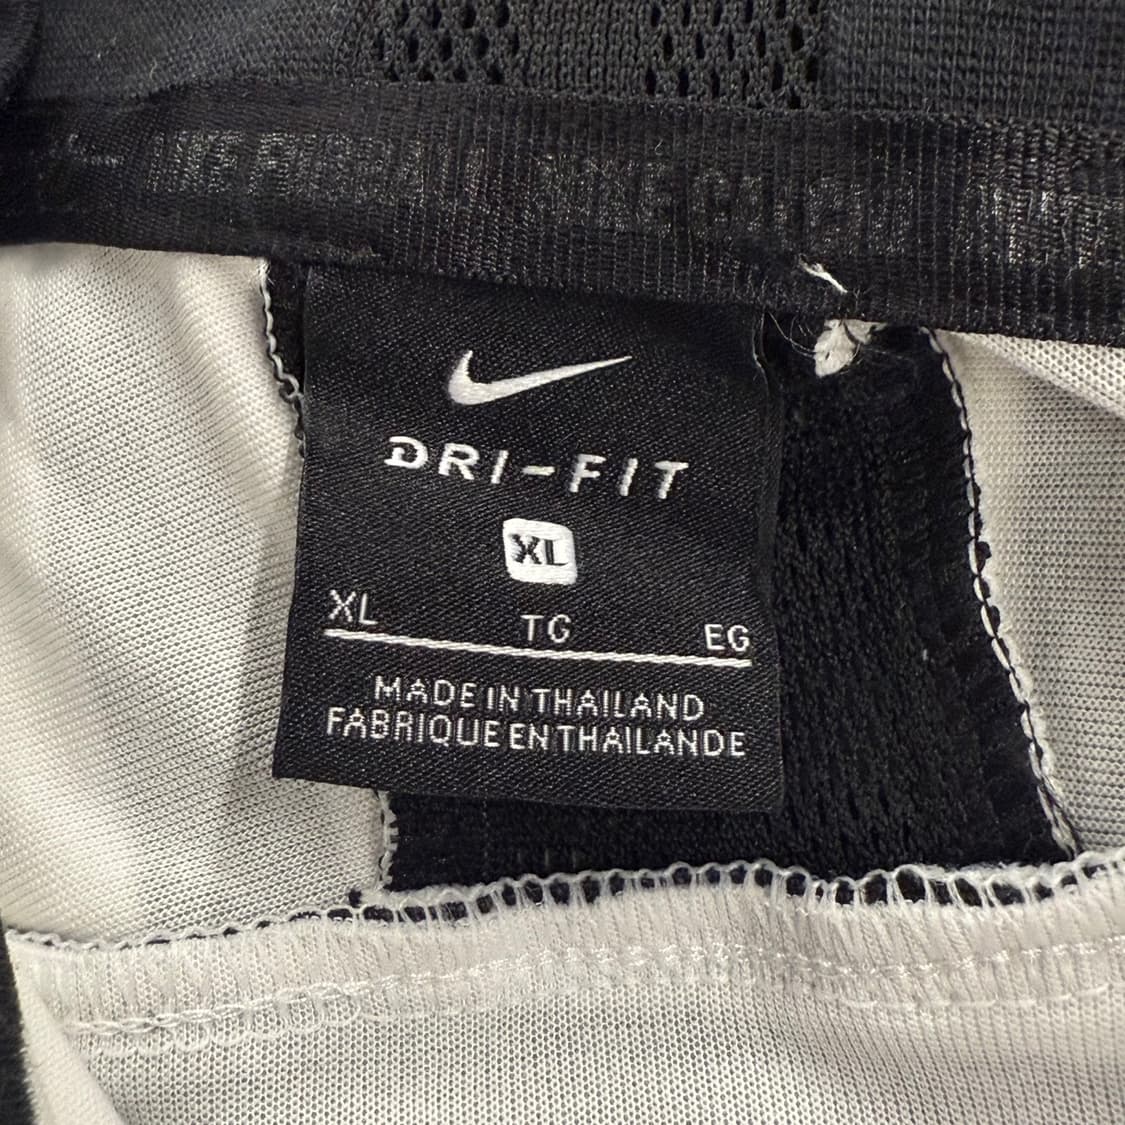 DRI-FIT
XL
XL TG EG
MADE IN THAILAND
FABRIQUE EN THAILANDE